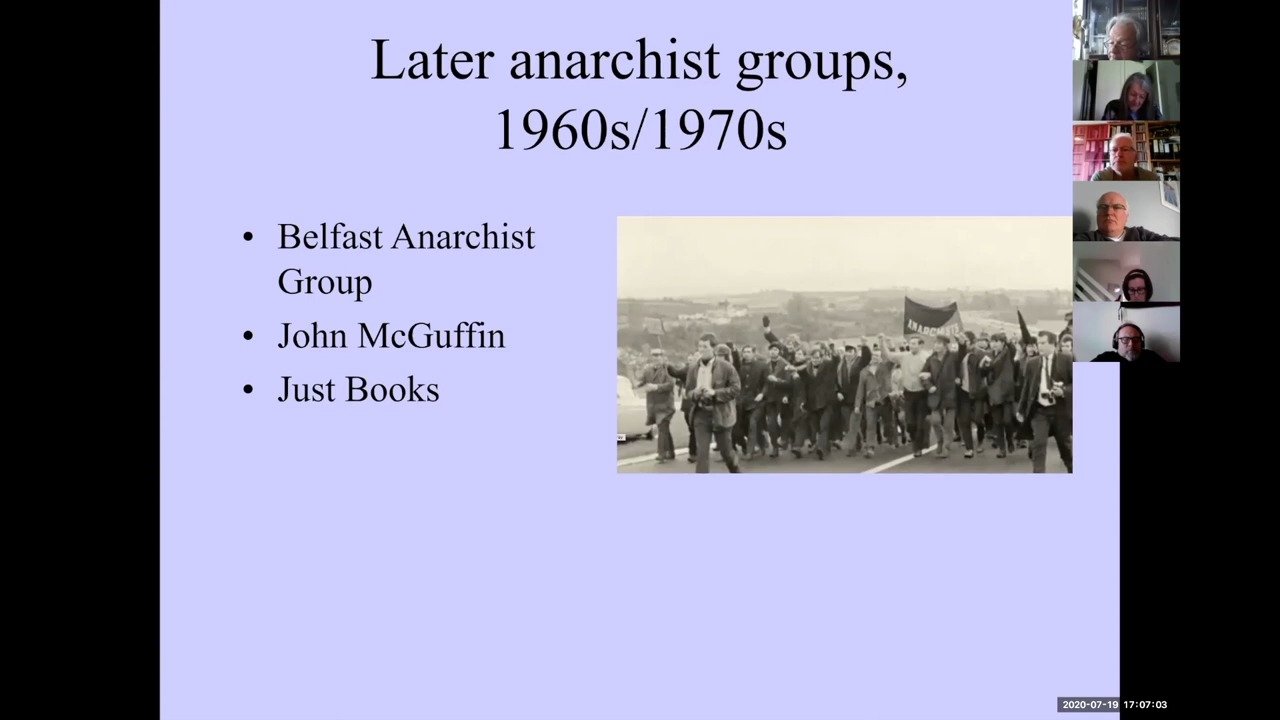 Later anarchist groups,
1960s/1970s
• Belfast Anarchist
Group
• John McGuffin
• Just Books
ANARCHISTS
2020-07-19 17:07:03